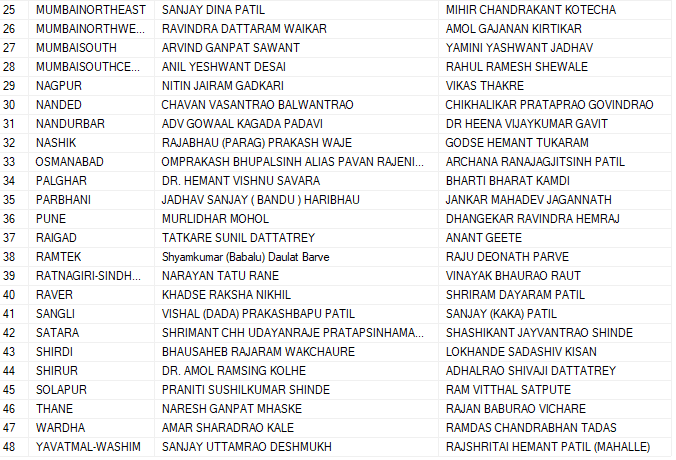 25 MUMBAINORTHEAST SANJAY DINA PATIL MIHIR CHANDRAKANT KOTECHA
26 MUMBAINORTHWE... RAVINDRA DATTARAM WAIKAR AMOL GAJANAN KIRTIKAR
27 MUMBAISOUTH ARVIND GANPAT SAWANT YAMINI YASHWANT JADHAV
28 MUMBAISOUTHCE... ANIL YESHWANT DESAI RAHUL RAMESH SHEWALE
29 NAGPUR NITIN JAIRAM GADKARI VIKAS THAKRE
30 NANDED CHAVAN VASANTRAO BALWANTRAO CHIKHALIKAR PRATAPRAO GOVINDRAO
31 NANDURBAR ADV GOWAAL KAGADA PADAVI DR HEENA VIJAYKUMAR GAVIT
32 NASHIK RAJABHAU (PARAG) PRAKASH WAJE GODSE HEMANT TUKARAM
33 OSMANABAD OMPRAKASH BHUPALSINH ALIAS PAVAN RAJENI... ARCHANA RANAJAGJITSINH PATIL
34 PALGHAR DR. HEMANT VISHNU SAVARA BHARTI BHARAT KAMDI
35 PARBHANI JADHAV SANJAY ( BANDU ) HARIBHAU JANKAR MAHADEV JAGANNATH
36 PUNE MURLIDHAR MOHOL DHANGEKAR RAVINDRA HEMRAJ
37 RAIGAD TATKARE SUNIL DATTATREY ANANT GEETE
38 RAMTEK Shyamkumar (Babalu) Daulat Barve RAJU DEONATH PARVE
39 RATNAGIRI-SINDH... NARAYAN TATU RANE VINAYAK BHAURAO RAUT
40 RAVER KHADSE RAKSHA NIKHIL SHRIRAM DAYARAM PATIL
41 SANGLI VISHAL (DADA) PRAKASHBAPU PATIL SANJAY (KAKA) PATIL
42 SATARA SHRIMANT CHH UDAYANRAJE PRATAPSINHAMA... SHASHIKANT JAYVANTRAO SHINDE
43 SHIRDI BHAUSAHEB RAJARAM WAKCHAURE LOKHANDE SADASHIV KISAN
44 SHIRUR DR. AMOL RAMSING KOLHE ADHALRAO SHIVAJI DATTATREY
45 SOLAPUR PRANITI SUSHILKUMAR SHINDE RAM VITTHAL SATPUTE
46 THANE NARESH GANPAT MHASKE RAJAN BABURAO VICHARE
47 WARDHA AMAR SHARADRAO KALE RAMDAS CHANDRABHAN TADAS
48 YAVATMAL-WASHIM SANJAY UTTAMRAO DESHMUKH RAJSHRITAI HEMANT PATIL (MAHALLE)